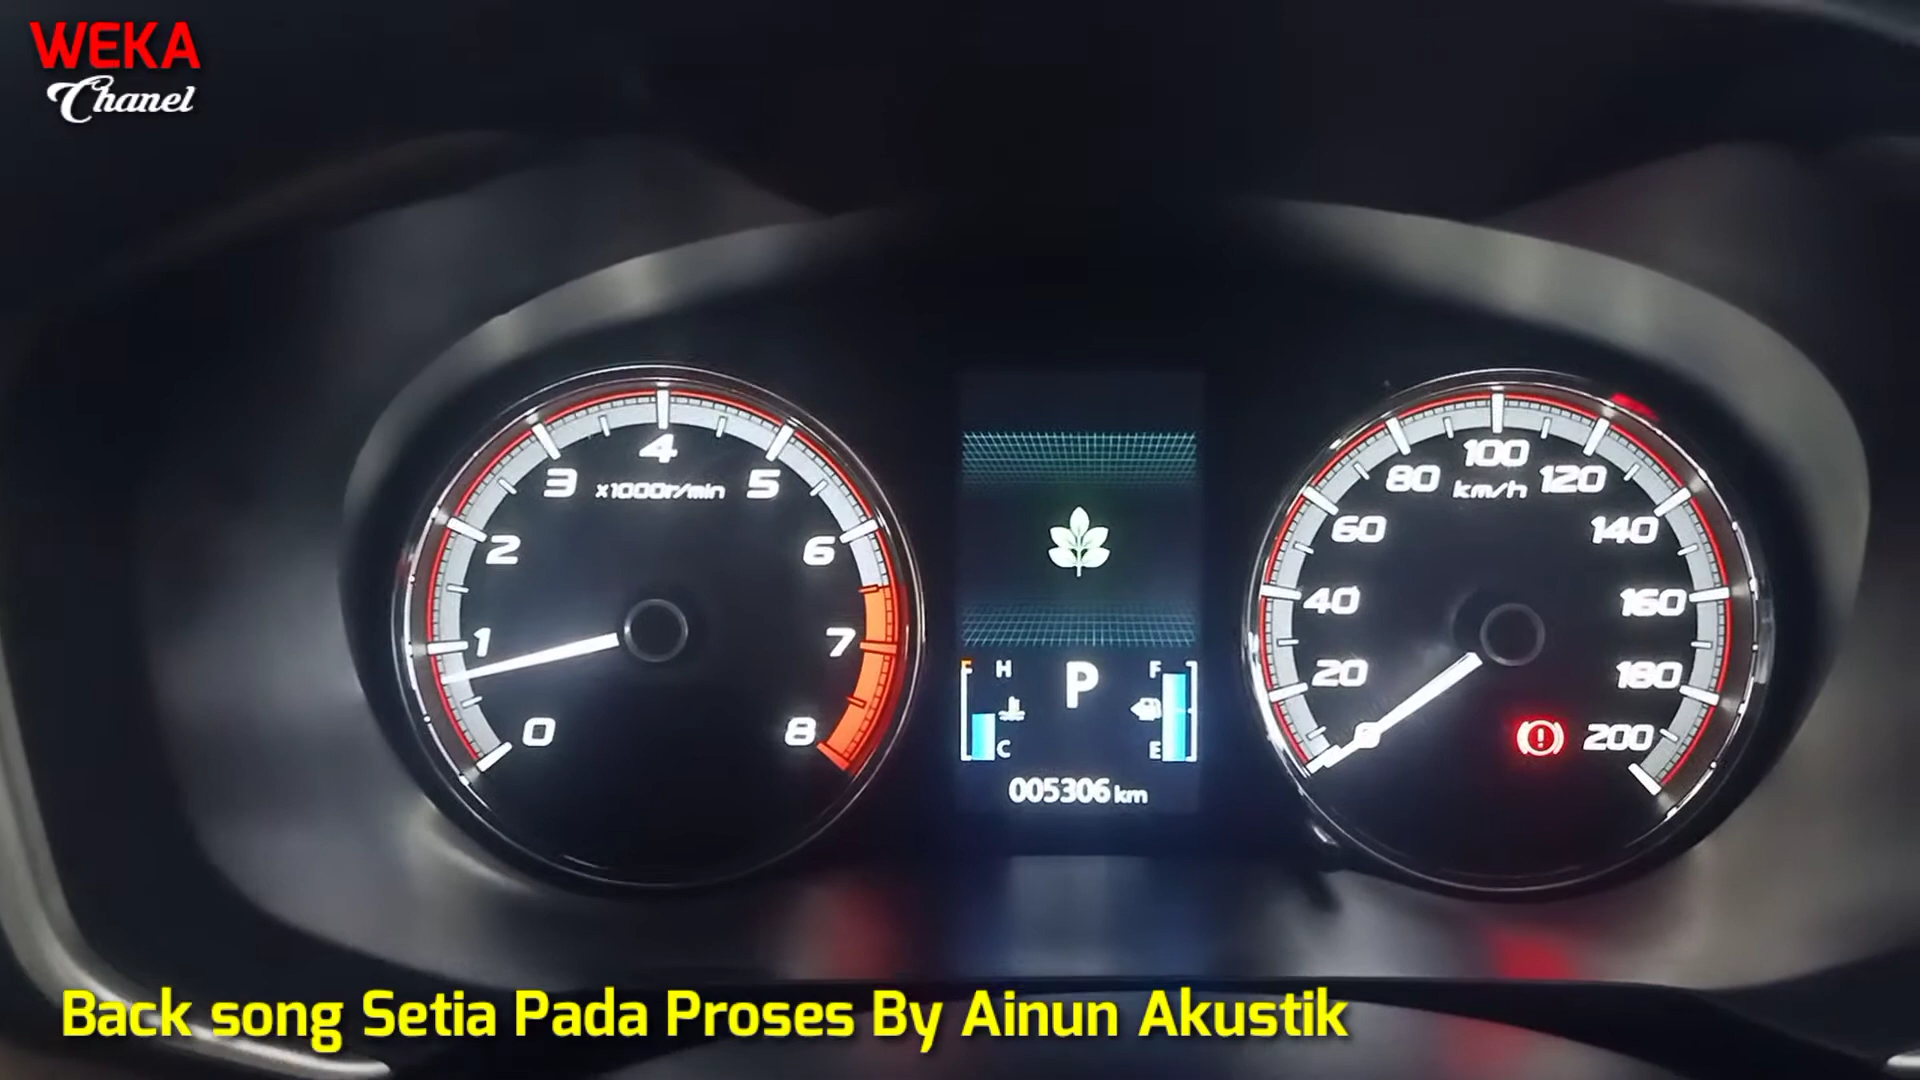 WEKA
Chanel
4
3 x1000r/min 5
2 6
1 7
0 8
100
80 km/h 120
60 140
40 160
20 180
0 200
H P F
C E
005306 km
Back song Setia Pada Proses By Ainun Akustik